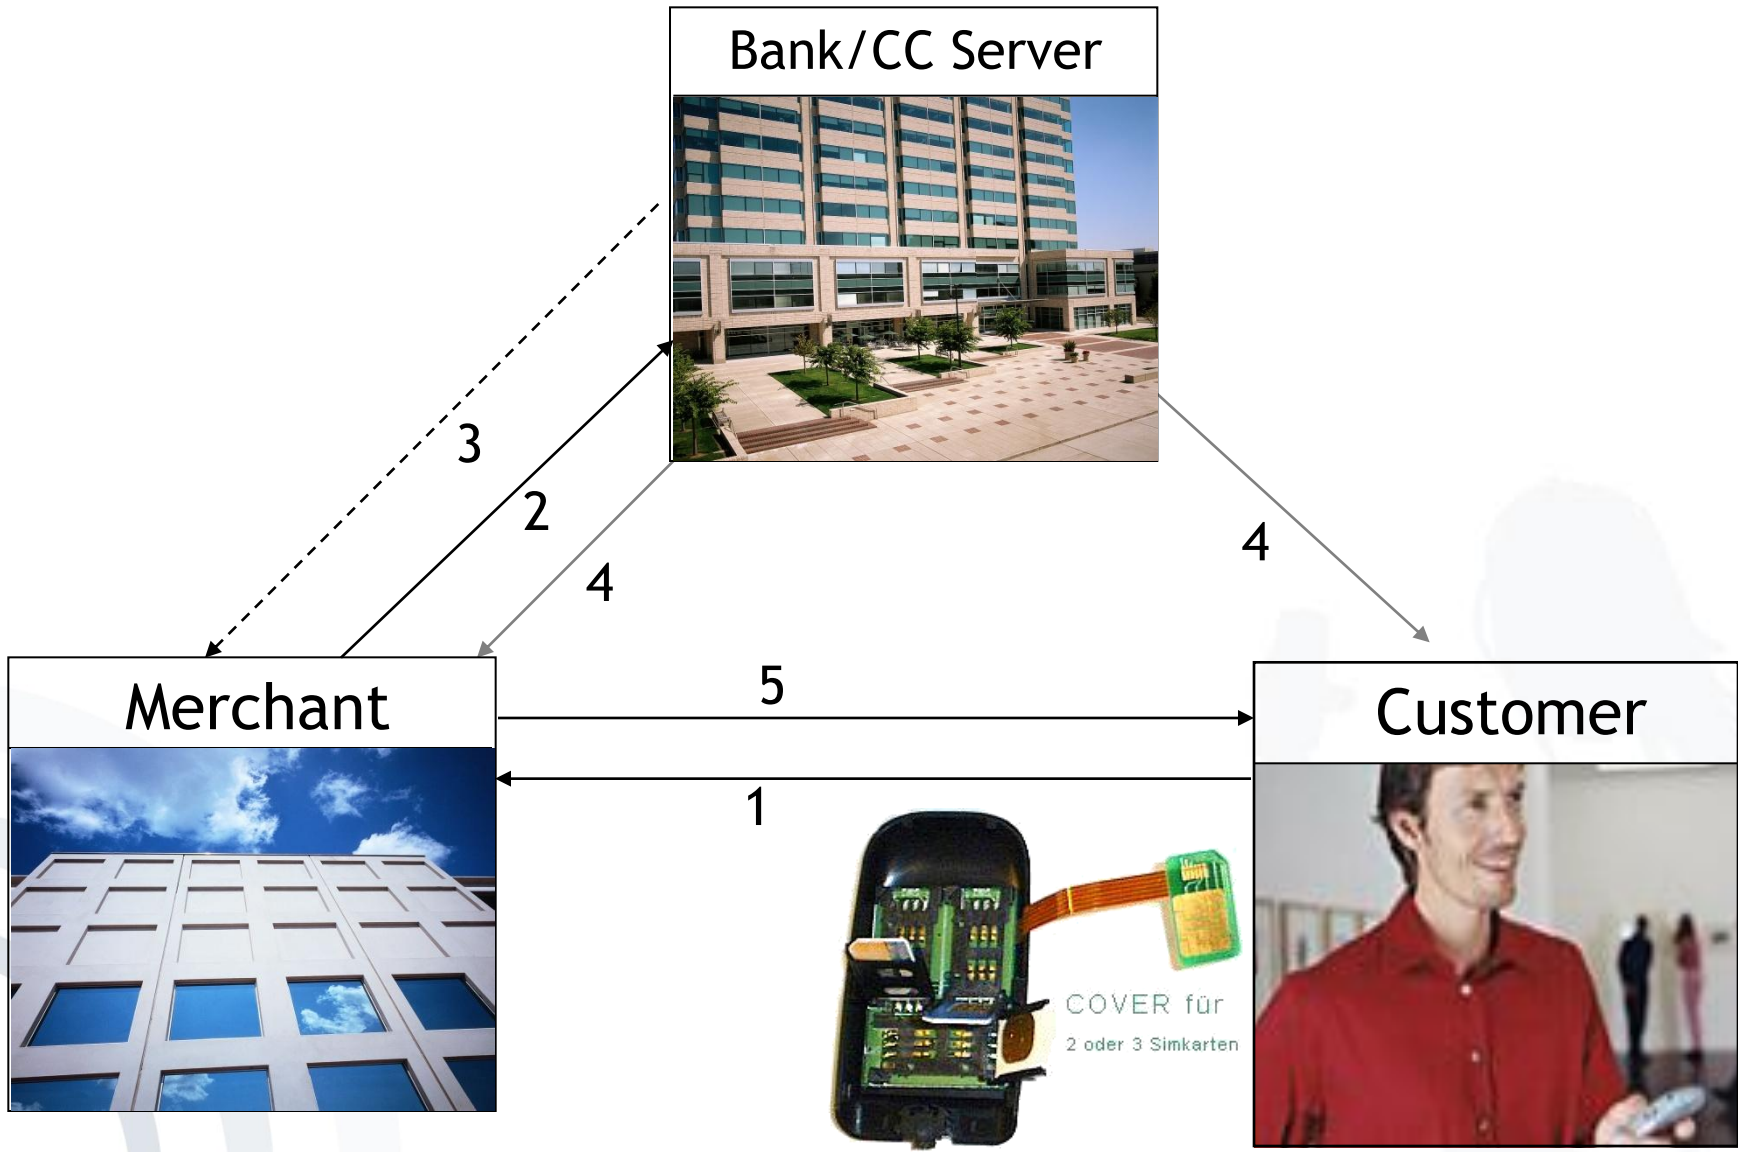 Bank/CC Server
3
2
4
4
Merchant
5
Customer
1
COVER für
2 oder 3 Simkarten